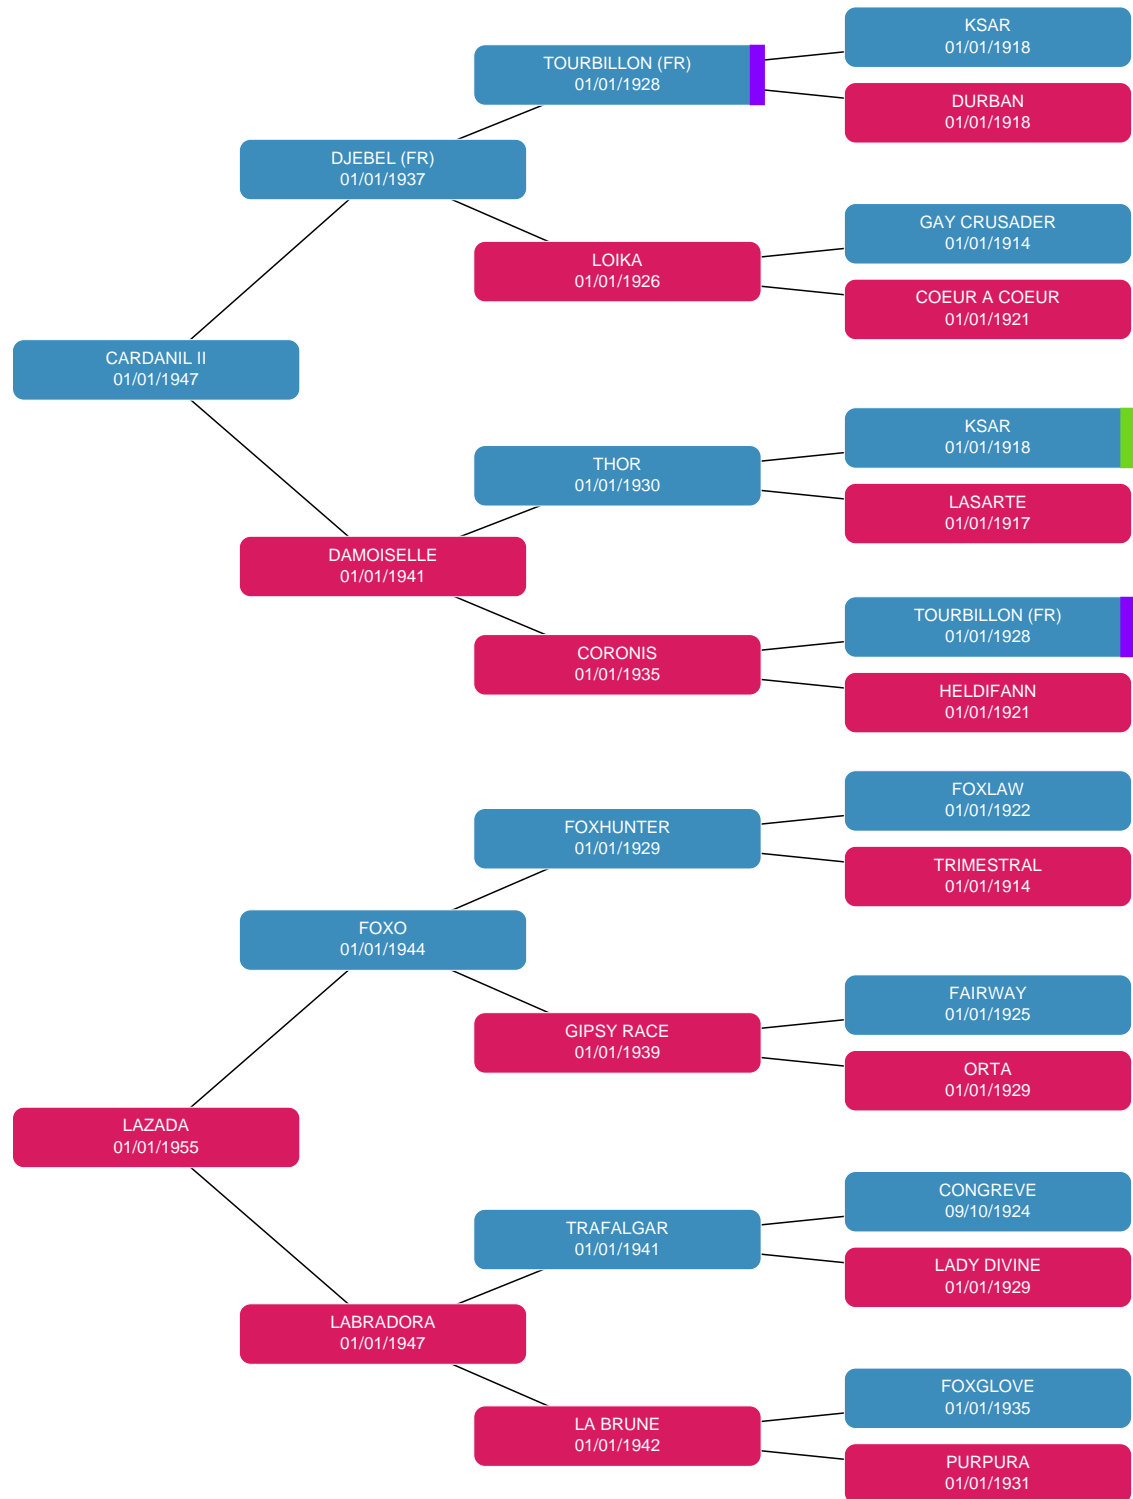 KSAR
01/01/1918
TOURBILLON (FR)
01/01/1928
DURBAN
01/01/1918
DJEBEL (FR)
01/01/1937
GAY CRUSADER
01/01/1914
LOIKA
01/01/1926
COEUR A COEUR
01/01/1921
CARDANIL II
01/01/1947
KSAR
01/01/1918
THOR
01/01/1930
LASARTE
01/01/1917
DAMOISELLE
01/01/1941
TOURBILLON (FR)
01/01/1928
CORONIS
01/01/1935
HELDIFANN
01/01/1921
FOXLAW
01/01/1922
FOXHUNTER
01/01/1929
TRIMESTRAL
01/01/1914
FOXO
01/01/1944
FAIRWAY
01/01/1925
GIPSY RACE
01/01/1939
ORTA
01/01/1929
LAZADA
01/01/1955
CONGREVE
09/10/1924
TRAFALGAR
01/01/1941
LADY DIVINE
01/01/1929
LABRADORA
01/01/1947
FOXGLOVE
01/01/1935
LA BRUNE
01/01/1942
PURPURA
01/01/1931